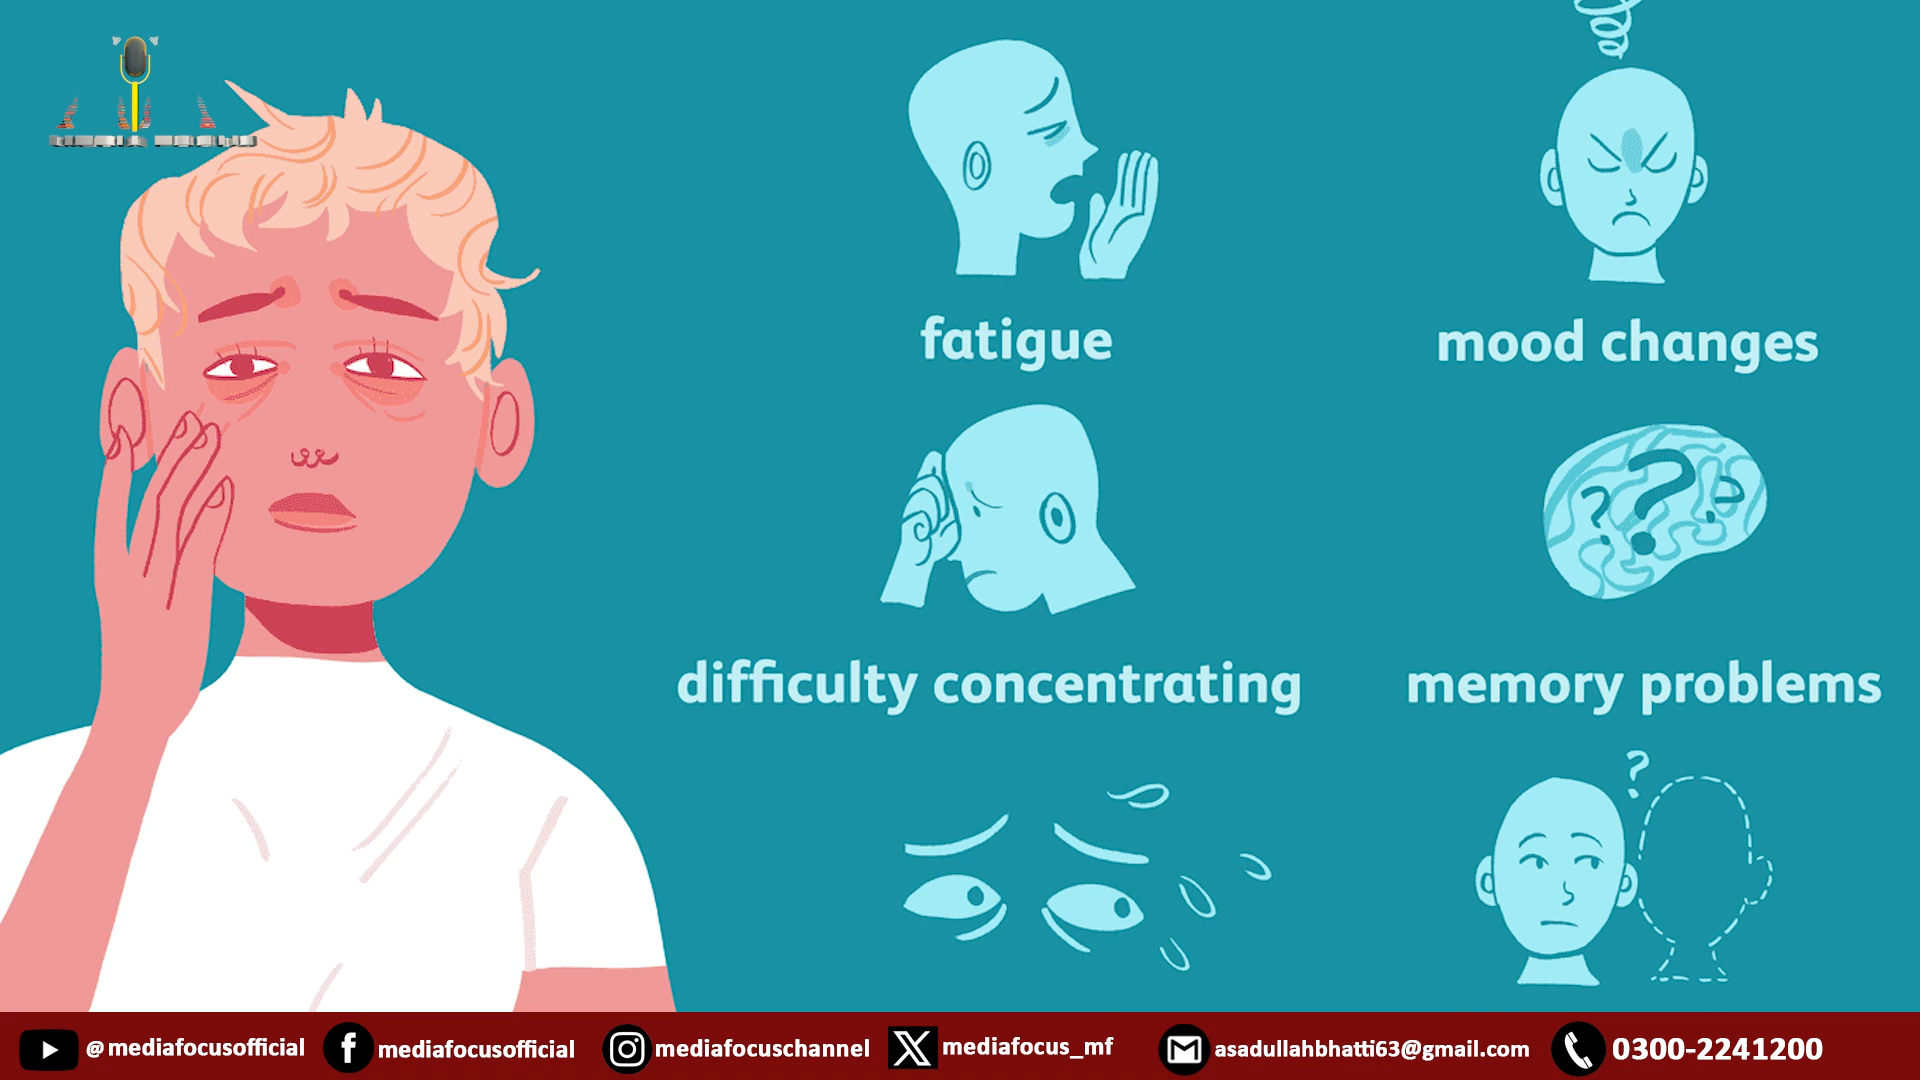 fatigue
mood changes
difficulty concentrating
memory problems
@mediafocusofficial
mediafocusofficial
mediafocuschannel
mediafocus_mf
asadullahbhatti63@gmail.com
0300-2241200